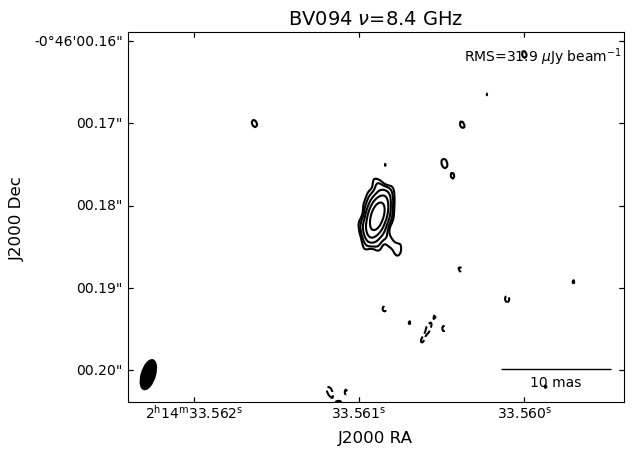 BV094 ν=8.4 GHz
RMS=31.9 μJy beam⁻¹
-0°46'00.16"
00.17"
00.18"
00.19"
00.20"
J2000 Dec
10 mas
2ʰ14ᵐ33.562ˢ
33.561ˢ
33.560ˢ
J2000 RA